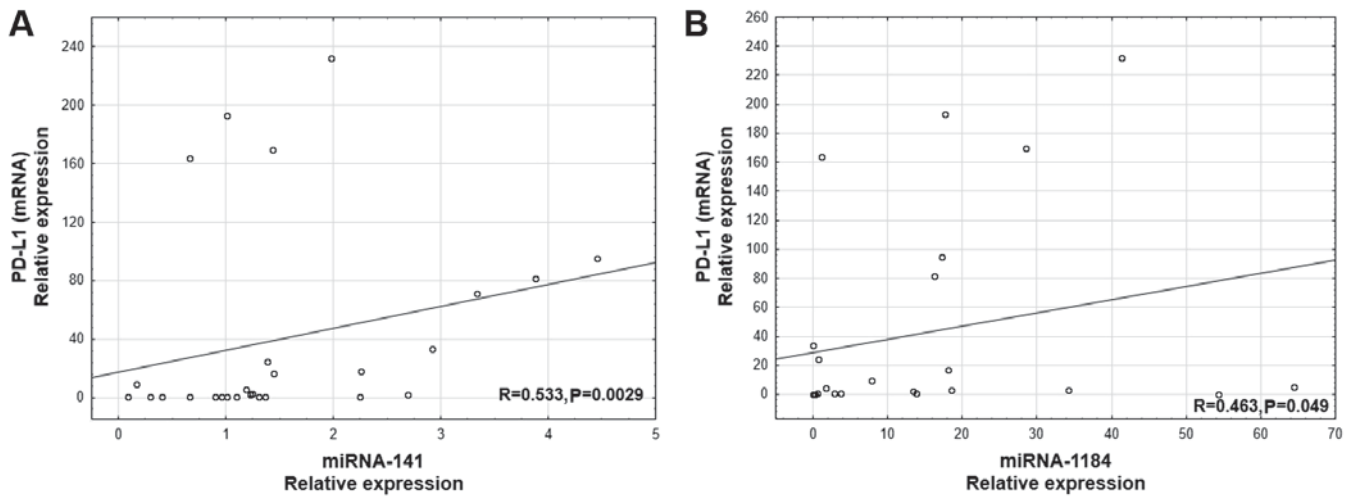 A
240
200
160
120
80
40
0
PD-L1 (mRNA)
Relative expression
R=0.533, P=0.0029
0 1 2 3 4 5
miRNA-141
Relative expression
B
260
240
220
200
180
160
140
120
100
80
60
40
20
0
PD-L1 (mRNA)
Relative expression
R=0.463, P=0.049
0 10 20 30 40 50 60 70
miRNA-1184
Relative expression